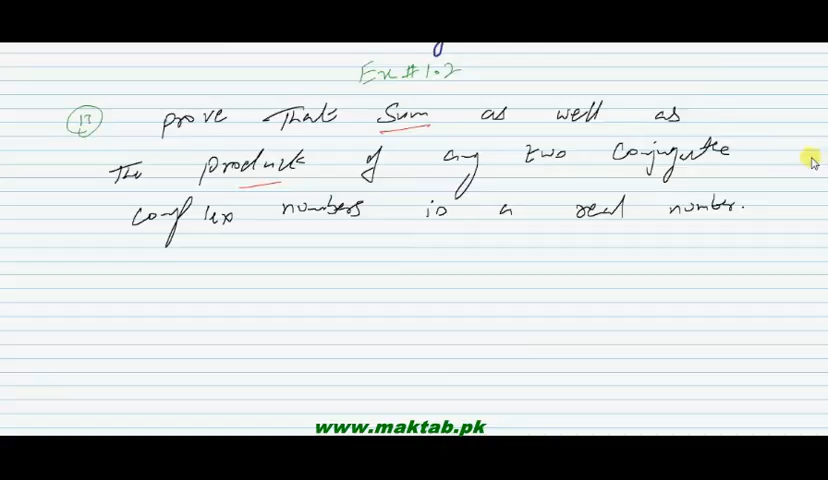 Ex # 1.2
13 prove that Sum as well as
The product of any two Conjugate
complex numbers is a real number.
www.maktab.pk